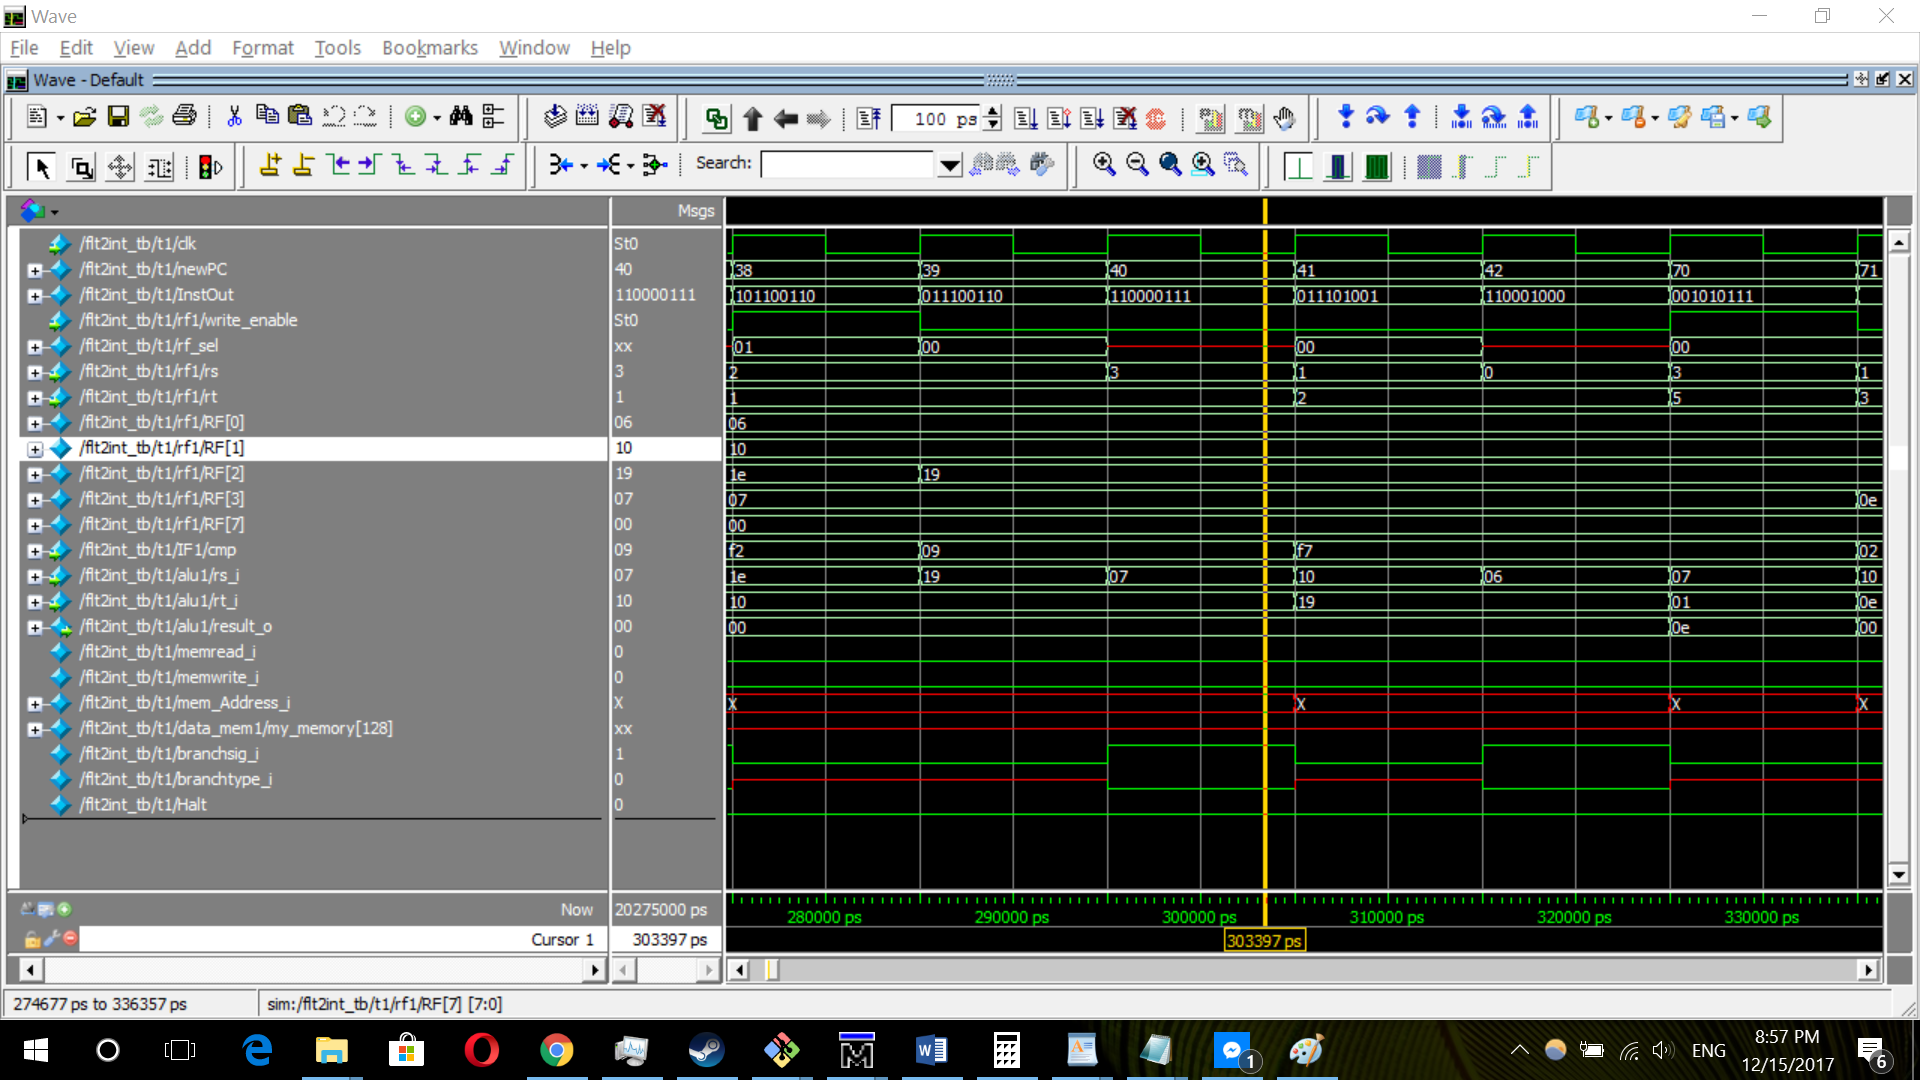 Wave
File Edit View Add Format Tools Bookmarks Window Help
Wave - Default
100 ps
Search:
Msgs
/flt2int_tb/t1/clk St0
/flt2int_tb/t1/newPC 40 38 39 40 41 42 70 71
/flt2int_tb/t1/InstOut 110000111 101100110 011100110 110000111 011101001 110001000 001010111
/flt2int_tb/t1/rf1/write_enable St0
/flt2int_tb/t1/rf_sel xx 01 00 00 00
/flt2int_tb/t1/rf1/rs 3 2 3 1 0 3 1
/flt2int_tb/t1/rf1/rt 1 1 2 5 3
/flt2int_tb/t1/rf1/RF[0] 06 06
/flt2int_tb/t1/rf1/RF[1] 10 10
/flt2int_tb/t1/rf1/RF[2] 19 1e 19
/flt2int_tb/t1/rf1/RF[3] 07 07 0e
/flt2int_tb/t1/rf1/RF[7] 00 00
/flt2int_tb/t1/IF1/cmp 09 f2 09 f7 02
/flt2int_tb/t1/alu1/rs_i 07 1e 19 07 10 06 07 10
/flt2int_tb/t1/alu1/rt_i 10 10 19 01 0e
/flt2int_tb/t1/alu1/result_o 00 00 0e 00
/flt2int_tb/t1/memread_i 0
/flt2int_tb/t1/memwrite_i 0
/flt2int_tb/t1/mem_Address_i X X X X X
/flt2int_tb/t1/data_mem1/my_memory[128] xx
/flt2int_tb/t1/branchsig_i 1
/flt2int_tb/t1/branchtype_i 0
/flt2int_tb/t1/Halt 0
Now 20275000 ps 280000 ps 290000 ps 300000 ps 310000 ps 320000 ps 330000 ps
Cursor 1 303397 ps 303397 ps
274677 ps to 336357 ps sim:/flt2int_tb/t1/rf1/RF[7] [7:0]
1 ENG 8:57 PM 6
12/15/2017